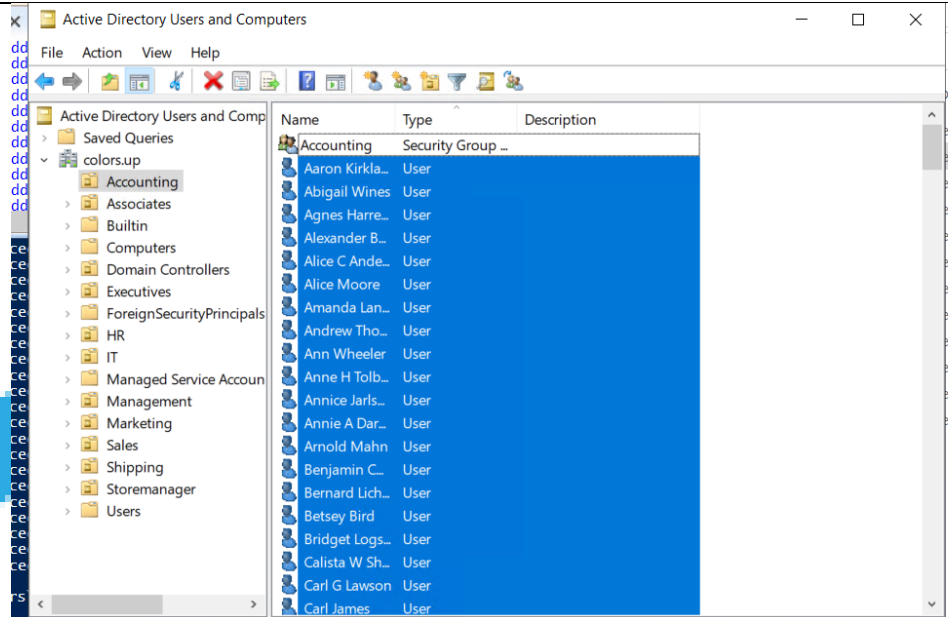 Active Directory Users and Computers
File Action View Help
Active Directory Users and Comp
Saved Queries
colors.up
Accounting
Associates
Builtin
Computers
Domain Controllers
Executives
ForeignSecurityPrincipals
HR
IT
Managed Service Accoun
Management
Marketing
Sales
Shipping
Storemanager
Users
Name Type Description
Accounting Security Group ...
Aaron Kirkla... User
Abigail Wines User
Agnes Harre... User
Alexander B... User
Alice C Ande... User
Alice Moore User
Amanda Lan... User
Andrew Tho... User
Ann Wheeler User
Anne H Tolb... User
Annice Jarls... User
Annie A Dar... User
Arnold Mahn User
Benjamin C... User
Bernard Lich... User
Betsey Bird User
Bridget Logs... User
Calista W Sh... User
Carl G Lawson User
Carl James User